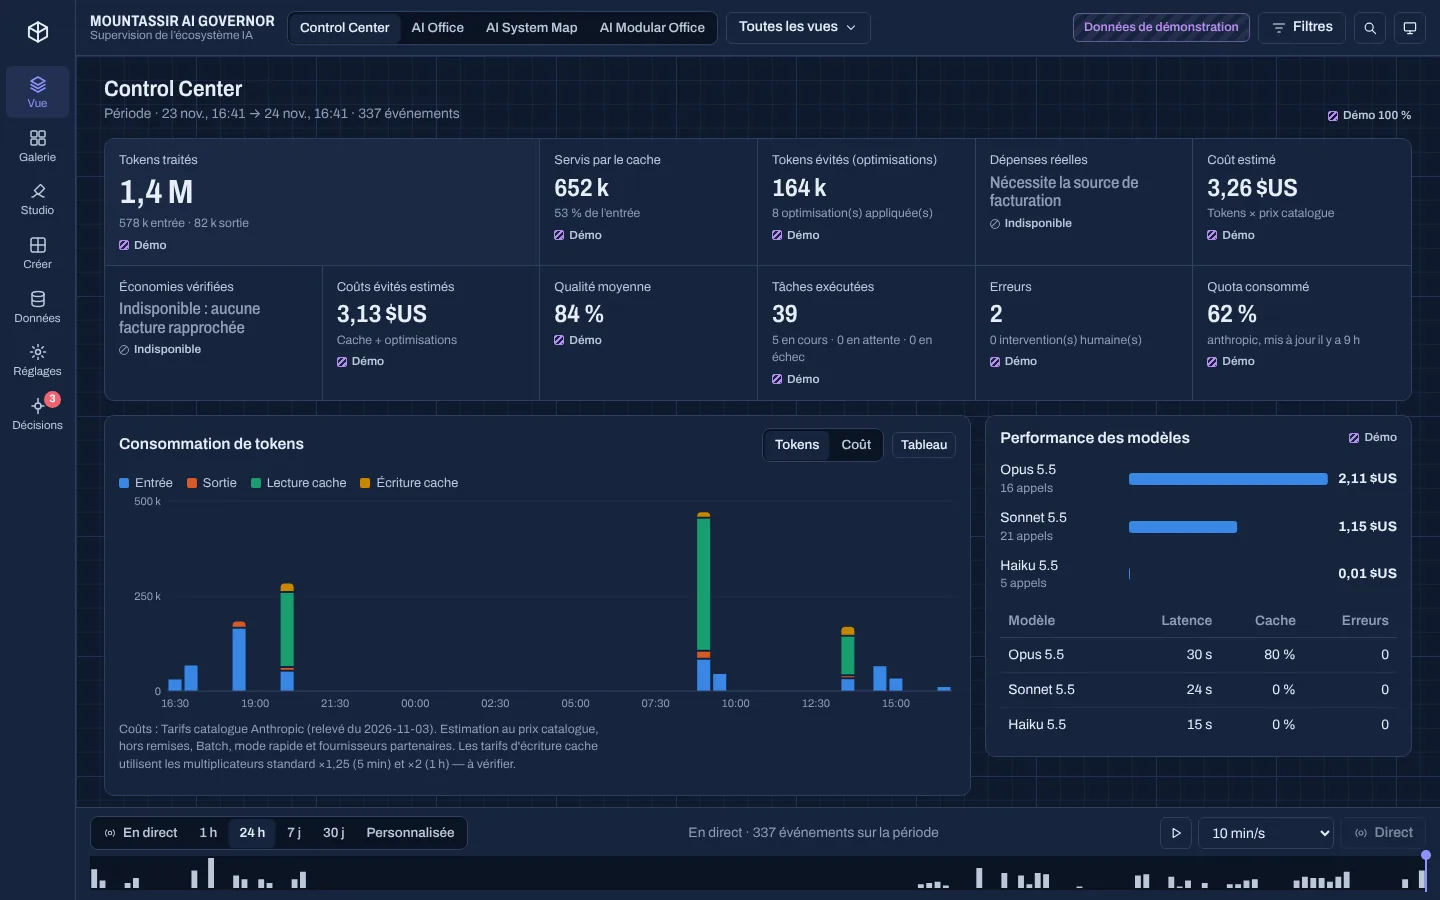 MOUNTASSIR AI GOVERNOR
Supervision de l'écosystème IA
Control Center
AI Office
AI System Map
AI Modular Office
Toutes les vues
Données de démonstration
Filtres
Vue
Galerie
Studio
Créer
Données
Réglages
3
Décisions
Control Center
Période · 23 nov., 16:41 → 24 nov., 16:41 · 337 événements
Démo 100 %
Tokens traités
1,4 M
578 k entrée · 82 k sortie
Démo
Servis par le cache
652 k
53 % de l'entrée
Démo
Tokens évités (optimisations)
164 k
8 optimisation(s) appliquée(s)
Démo
Dépenses réelles
Nécessite la source de
facturation
Indisponible
Coût estimé
3,26 $US
Tokens × prix catalogue
Démo
Économies vérifiées
Indisponible : aucune
facture rapprochée
Indisponible
Coûts évités estimés
3,13 $US
Cache + optimisations
Démo
Qualité moyenne
84 %
Démo
Tâches exécutées
39
5 en cours · 0 en attente · 0 en
échec
Démo
Erreurs
2
0 intervention(s) humaine(s)
Démo
Quota consommé
62 %
anthropic, mis à jour il y a 9 h
Démo
Consommation de tokens
Tokens
Coût
Tableau
Entrée
Sortie
Lecture cache
Écriture cache
500 k
250 k
0
16:30
19:00
21:30
00:00
02:30
05:00
07:30
10:00
12:30
15:00
Coûts : Tarifs catalogue Anthropic (relevé du 2026-11-03). Estimation au prix catalogue,
hors remises, Batch, mode rapide et fournisseurs partenaires. Les tarifs d'écriture cache
utilisent les multiplicateurs standard ×1,25 (5 min) et ×2 (1 h) — à vérifier.
Performance des modèles
Démo
Opus 5.5
16 appels
2,11 $US
Sonnet 5.5
21 appels
1,15 $US
Haiku 5.5
5 appels
0,01 $US
Modèle Latence Cache Erreurs
Opus 5.5 30 s 80 % 0
Sonnet 5.5 24 s 0 % 0
Haiku 5.5 15 s 0 % 0
En direct
1 h
24 h
7 j
30 j
Personnalisée
En direct · 337 événements sur la période
10 min/s
Direct